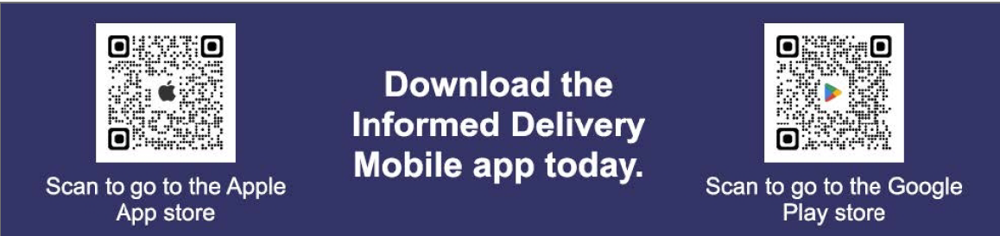 Scan to go to the Apple
App store
Download the
Informed Delivery
Mobile app today.
Scan to go to the Google
Play store